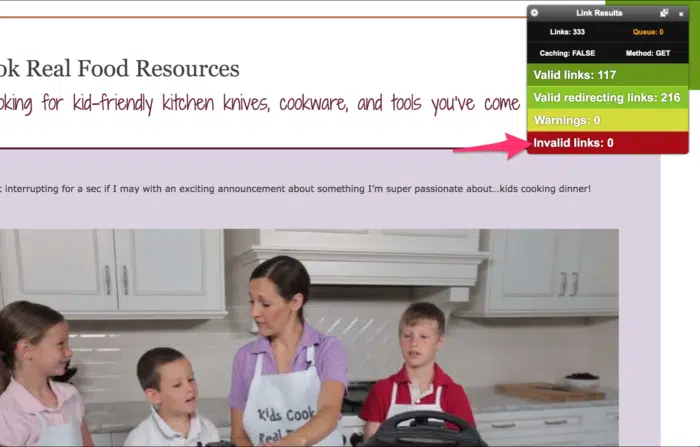 Link Results
Links: 333 Queue: 0
Caching: FALSE Method: GET
Valid links: 117
Valid redirecting links: 216
Warnings: 0
Invalid links: 0
Real Food Resources
for kid-friendly kitchen knives, cookware, and tools you've come
interrupting for a sec if I may with an exciting announcement about something I'm super passionate about...kids cooking dinner!
Kids Cook
Real